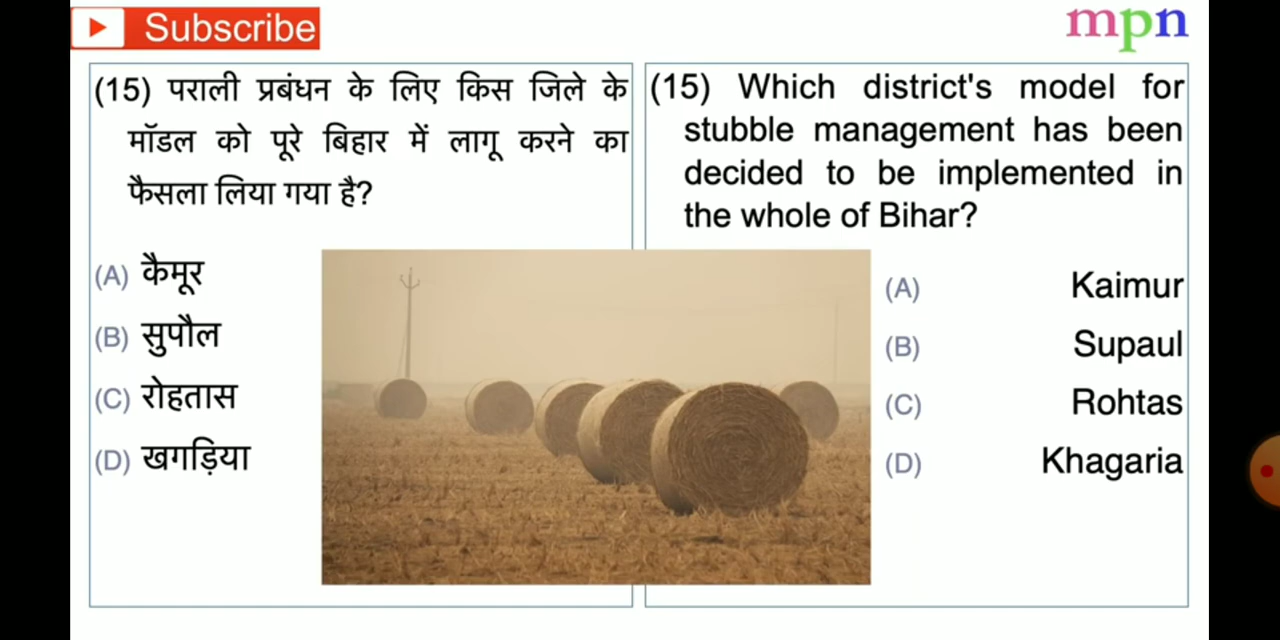 Subscribe
mpn
(15) पराली प्रबंधन के लिए किस जिले के
मॉडल को पूरे बिहार में लागू करने का
फैसला लिया गया है?
(A) कैमूर
(B) सुपौल
(C) रोहतास
(D) खगड़िया
(15) Which district's model for
stubble management has been
decided to be implemented in
the whole of Bihar?
(A) Kaimur
(B) Supaul
(C) Rohtas
(D) Khagaria